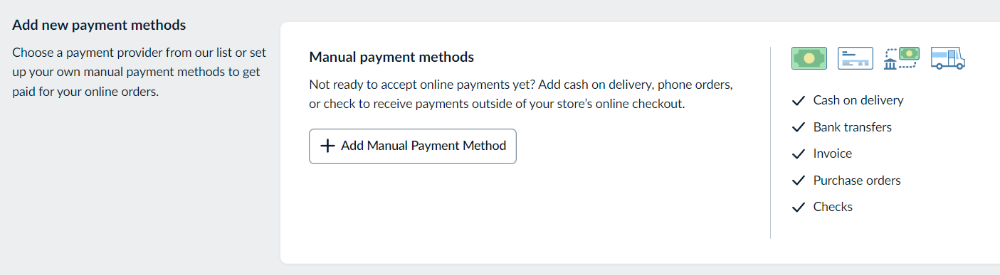 Add new payment methods
Choose a payment provider from our list or set
up your own manual payment methods to get
paid for your online orders.
Manual payment methods
Not ready to accept online payments yet? Add cash on delivery, phone orders,
or check to receive payments outside of your store’s online checkout.
Add Manual Payment Method
Cash on delivery
Bank transfers
Invoice
Purchase orders
Checks